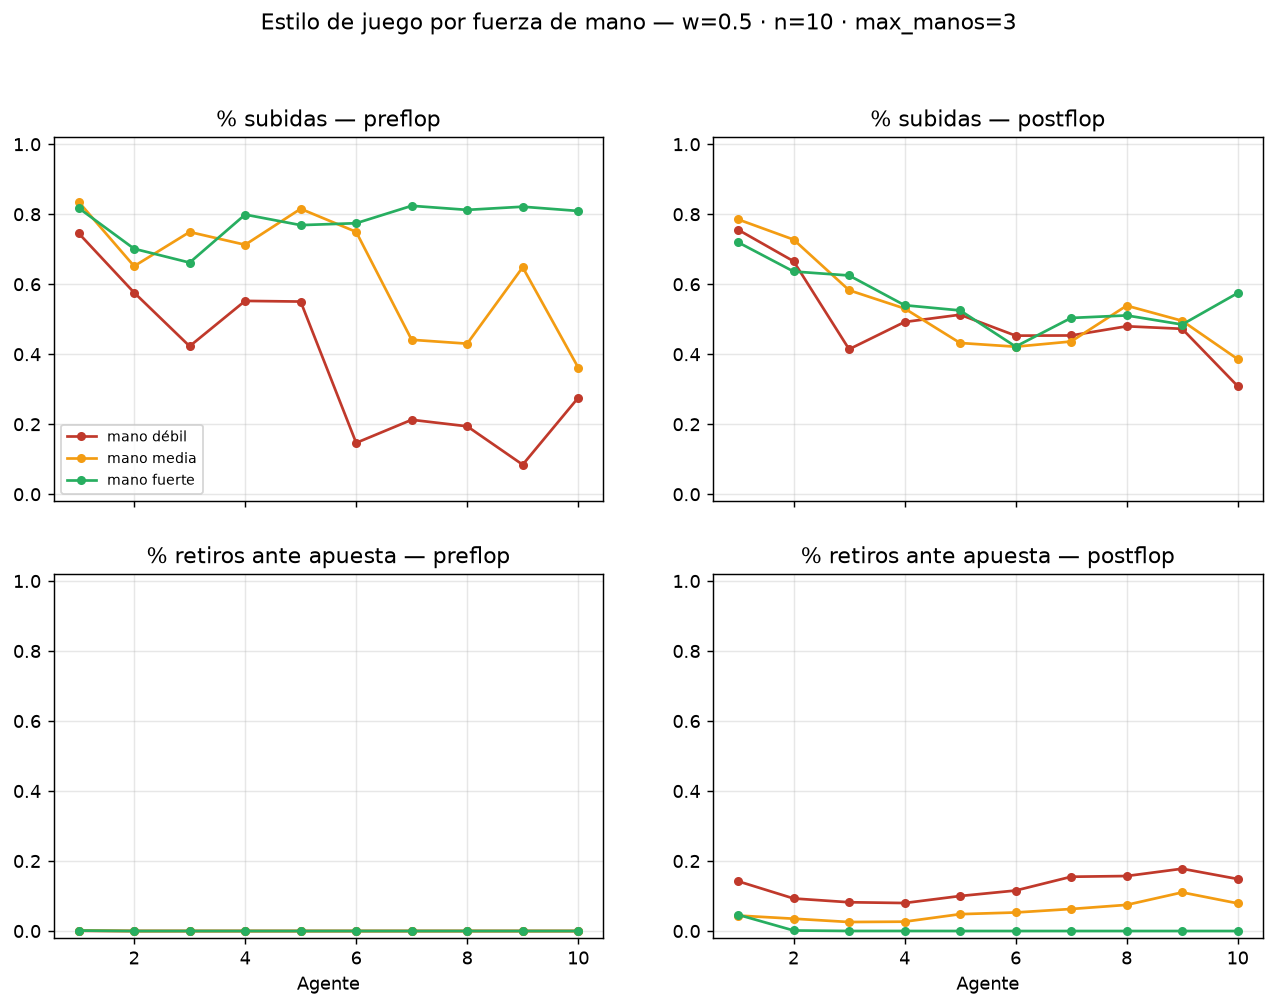 Estilo de juego por fuerza de mano — w=0.5 · n=10 · max_manos=3
% subidas — preflop
1.0
0.8
0.6
0.4
0.2
0.0
mano débil
mano media
mano fuerte
% subidas — postflop
1.0
0.8
0.6
0.4
0.2
0.0
% retiros ante apuesta — preflop
1.0
0.8
0.6
0.4
0.2
0.0
2 4 6 8 10
Agente
% retiros ante apuesta — postflop
1.0
0.8
0.6
0.4
0.2
0.0
2 4 6 8 10
Agente